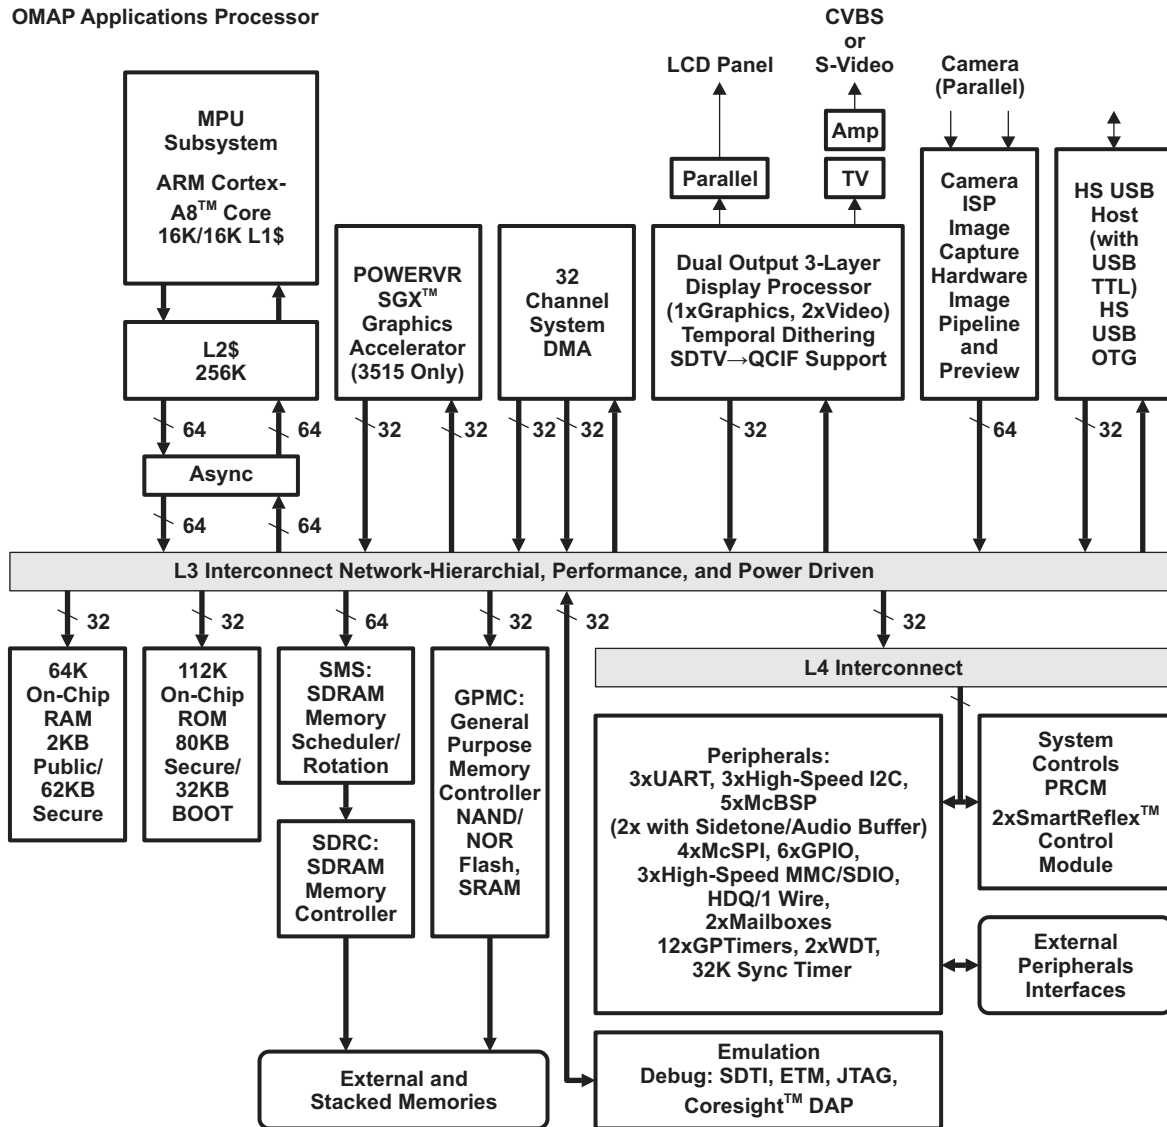 OMAP Applications Processor
CVBS
or
S-Video
LCD Panel
Camera
(Parallel)
Amp
Parallel
TV
MPU
Subsystem
ARM Cortex-
A8™ Core
16K/16K L1$
L2$
256K
64
64
Async
64
64
POWERVR
SGX™
Graphics
Accelerator
(3515 Only)
32
32
32
Channel
System
DMA
32
32
Dual Output 3-Layer
Display Processor
(1xGraphics, 2xVideo)
Temporal Dithering
SDTV→QCIF Support
32
Camera
ISP
Image
Capture
Hardware
Image
Pipeline
and
Preview
64
HS USB
Host
(with
USB
TTL)
HS
USB
OTG
32
L3 Interconnect Network-Hierarchial, Performance, and Power Driven
32
32
64
32
32
32
64K
On-Chip
RAM
2KB
Public/
62KB
Secure
112K
On-Chip
ROM
80KB
Secure/
32KB
BOOT
SMS:
SDRAM
Memory
Scheduler/
Rotation
SDRC:
SDRAM
Memory
Controller
GPMC:
General
Purpose
Memory
Controller
NAND/
NOR
Flash,
SRAM
External and
Stacked Memories
L4 Interconnect
Peripherals:
3xUART, 3xHigh-Speed I2C,
5xMcBSP
(2x with Sidetone/Audio Buffer)
4xMcSPI, 6xGPIO,
3xHigh-Speed MMC/SDIO,
HDQ/1 Wire,
2xMailboxes
12xGPTimers, 2xWDT,
32K Sync Timer
System
Controls
PRCM
2xSmartReflex™
Control
Module
External
Peripherals
Interfaces
Emulation
Debug: SDTI, ETM, JTAG,
Coresight™ DAP